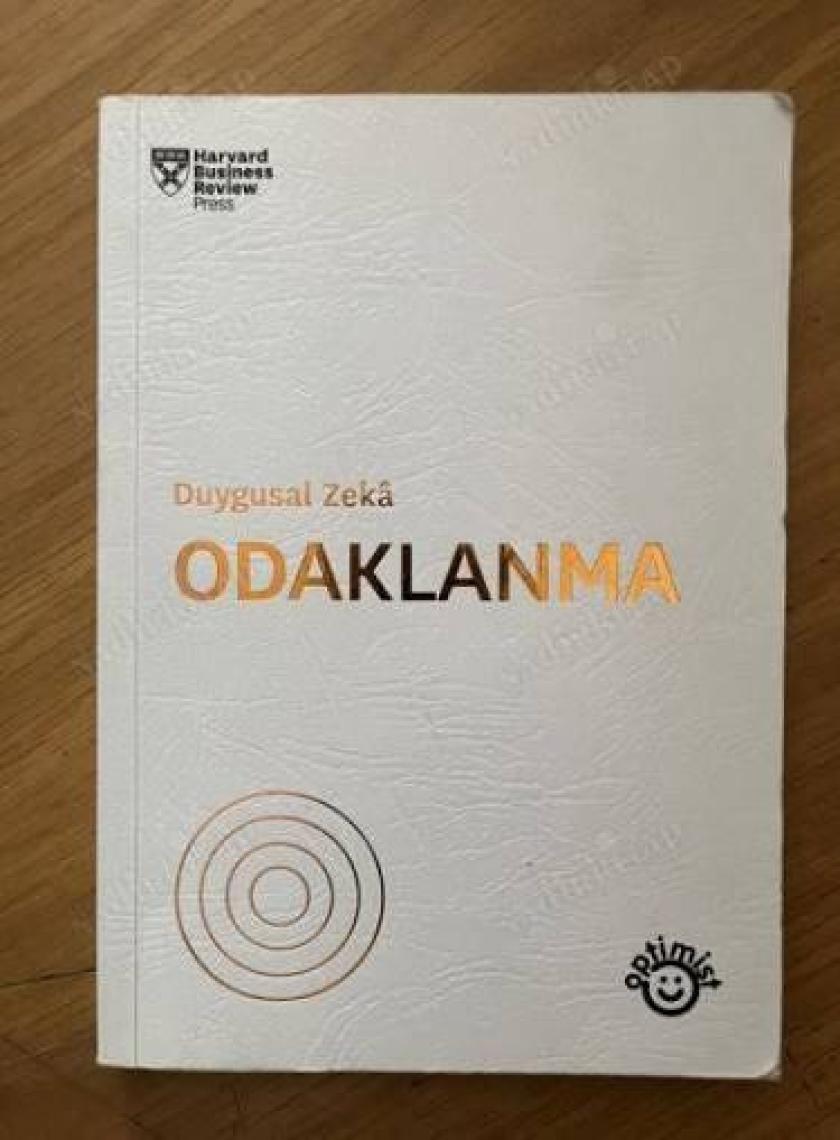 Harvard
Business
Review
Press
Duygusal Zekâ
ODAKLANMA
optimist